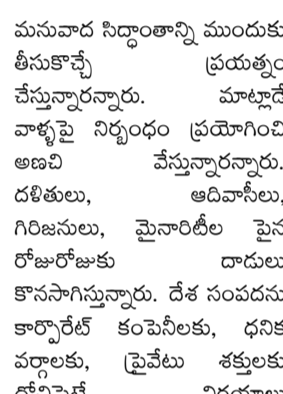 మనువాద సిద్ధాంతాన్ని ముందుకు
తీసుకొచ్చే ప్రయత్నం
చేస్తున్నారన్నారు. మాట్లాడే
వాళ్ళపై నిర్బంధం ప్రయోగించి
అణచి వేస్తున్నారన్నారు.
దళితులు, ఆదివాసీలు,
గిరిజనులు, మైనారిటీల పైన
రోజురోజుకు దాడులు
కొనసాగిస్తున్నారు. దేశ సంపదను
కార్పొరేట్ కంపెనీలకు, ధనిక
వర్గాలకు, ప్రైవేటు శక్తులకు